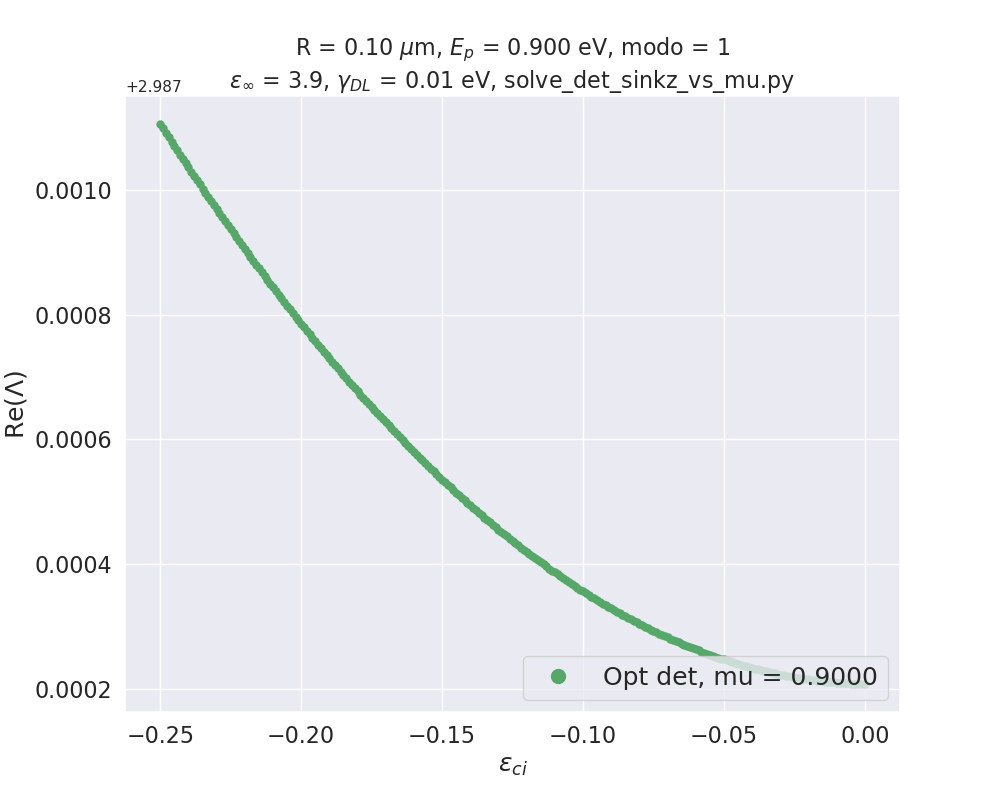 R = 0.10 μm, E_p = 0.900 eV, modo = 1
ε_∞ = 3.9, γ_DL = 0.01 eV, solve_det_sinkz_vs_mu.py
+2.987
0.0010
0.0008
0.0006
0.0004
0.0002
Re(Λ)
Opt det, mu = 0.9000
−0.25 −0.20 −0.15 −0.10 −0.05 0.00
ε_ci